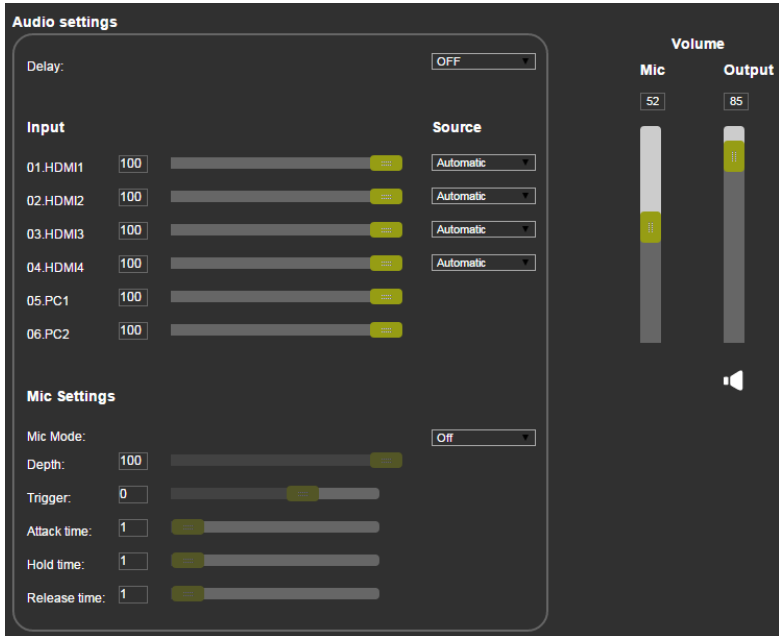 Audio settings
Delay: OFF
Input Source
01.HDMI1 100 Automatic
02.HDMI2 100 Automatic
03.HDMI3 100 Automatic
04.HDMI4 100 Automatic
05.PC1 100
06.PC2 100
Mic Settings
Mic Mode: Off
Depth: 100
Trigger: 0
Attack time: 1
Hold time: 1
Release time: 1
Volume
Mic Output
52 85